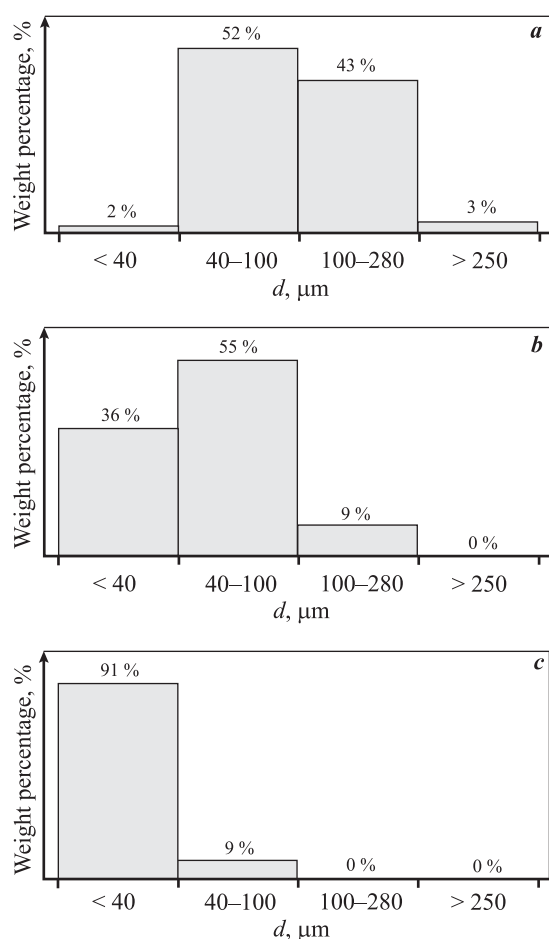 a
Weight percentage, %
2 %
52 %
43 %
3 %
< 40
40–100
100–280
> 250
d, μm
b
Weight percentage, %
36 %
55 %
9 %
0 %
< 40
40–100
100–280
> 250
d, μm
c
Weight percentage, %
91 %
9 %
0 %
0 %
< 40
40–100
100–280
> 250
d, μm